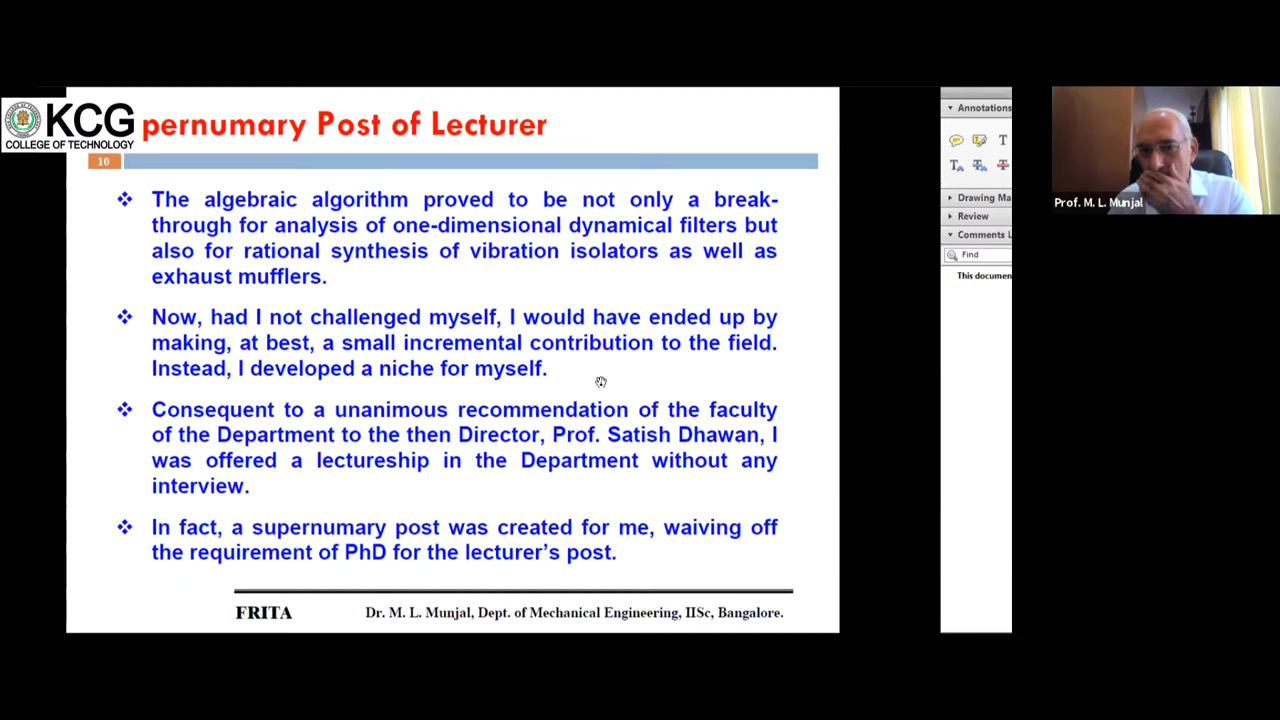 KCG
COLLEGE OF TECHNOLOGY
pernumary Post of Lecturer
10
❖ The algebraic algorithm proved to be not only a break-
through for analysis of one-dimensional dynamical filters but
also for rational synthesis of vibration isolators as well as
exhaust mufflers.
❖ Now, had I not challenged myself, I would have ended up by
making, at best, a small incremental contribution to the field.
Instead, I developed a niche for myself.
❖ Consequent to a unanimous recommendation of the faculty
of the Department to the then Director, Prof. Satish Dhawan, I
was offered a lectureship in the Department without any
interview.
❖ In fact, a supernumary post was created for me, waiving off
the requirement of PhD for the lecturer's post.
FRITA Dr. M. L. Munjal, Dept. of Mechanical Engineering, IISc, Bangalore.
Annotations
T
T T T
Drawing Ma
Review
Comments L
Find
This documen
Prof. M. L. Munjal